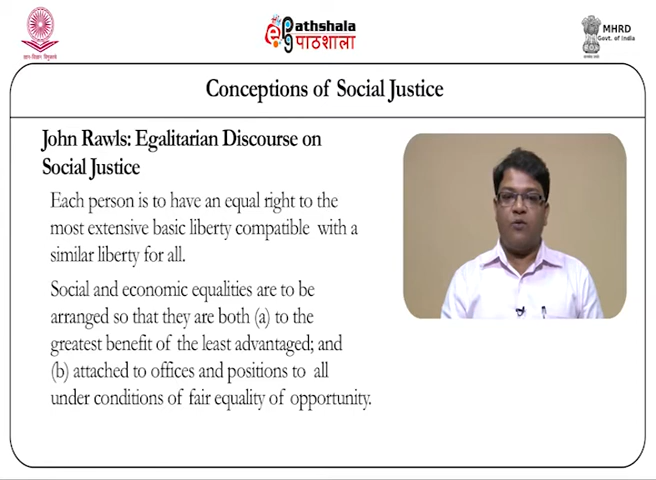 Pathshala
पाठशाला
MHRD
Govt. of India
Conceptions of Social Justice
John Rawls: Egalitarian Discourse on
Social Justice
Each person is to have an equal right to the
most extensive basic liberty compatible with a
similar liberty for all.
Social and economic equalities are to be
arranged so that they are both (a) to the
greatest benefit of the least advantaged; and
(b) attached to offices and positions to all
under conditions of fair equality of opportunity.